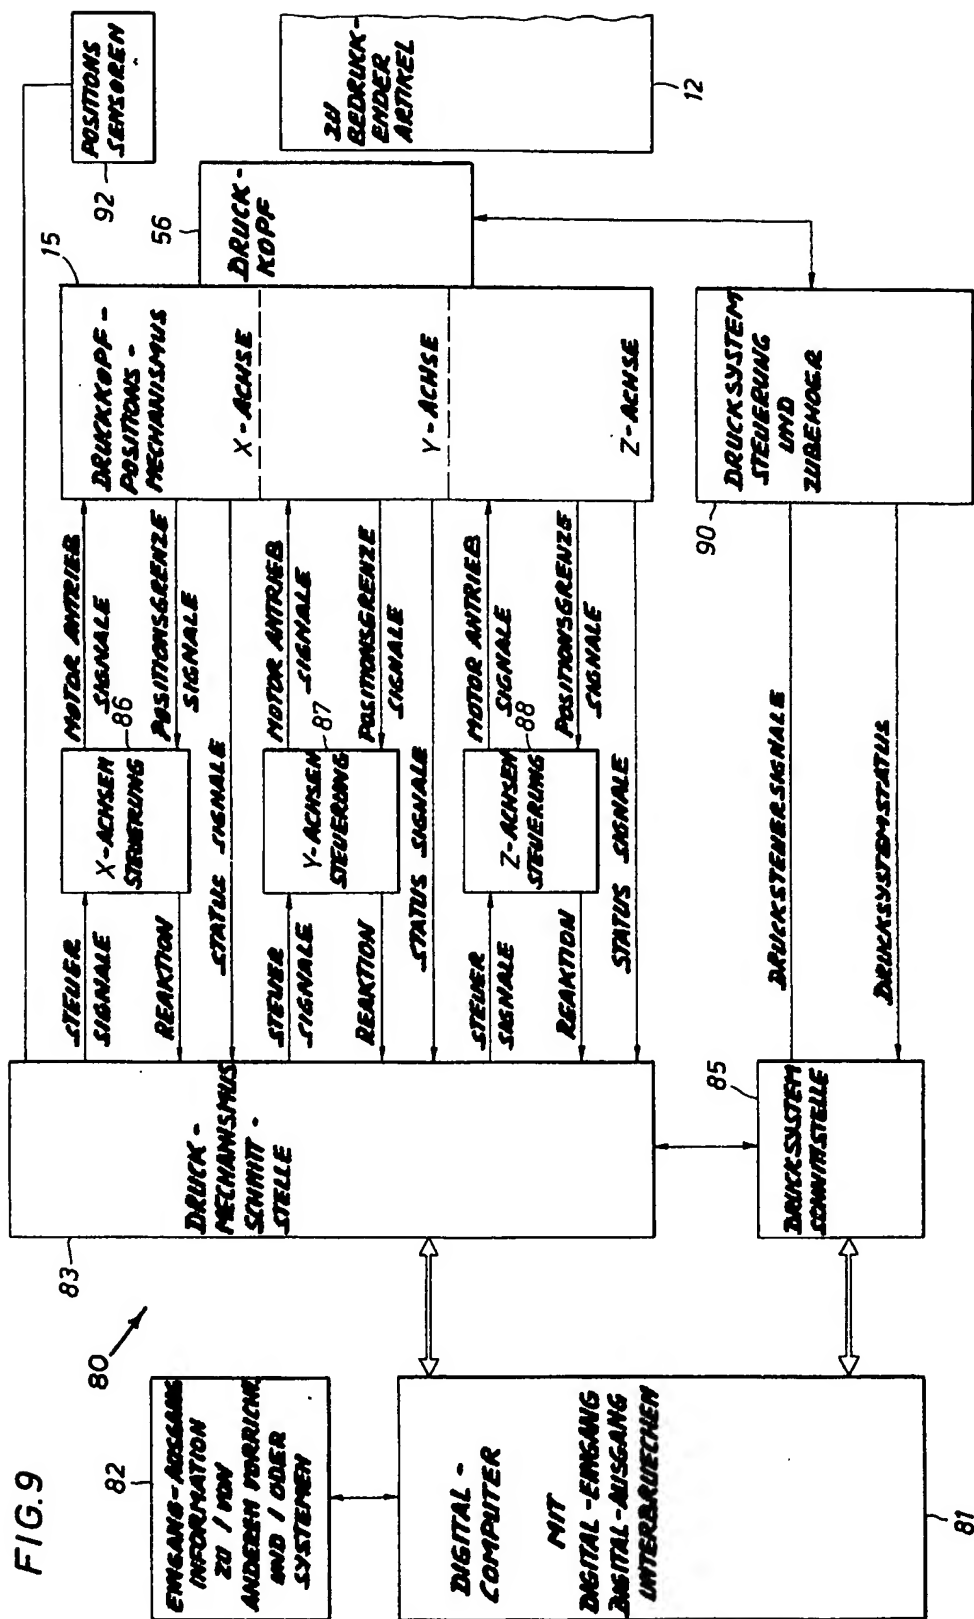 FIG. 9
80
82
EINGANG-AUSGANG
INFORMATION
ZU / VON
ANDEREN VORRICHT.
UND / ODER
SYSTEMEN
DIGITAL-
COMPUTER
MIT
DIGITAL-EINGANG
DIGITAL-AUSGANG
UNTERBRUECHEN
81
83
DRUCK-
MECHANISMUS
SCHNITT-
STELLE
85
DRUCKSYSTEM
SCHNITTSTELLE
STEUER
SIGNALE
REAKTION
STATUS SIGNALE
X-ACHSEN
STEUERUNG
86
MOTOR ANTRIEB
SIGNALE
POSITIONSGRENZE
SIGNALE
STEUER
SIGNALE
REAKTION
STATUS SIGNALE
Y-ACHSEN
STEUERUNG
87
MOTOR ANTRIEB
SIGNALE
POSITIONSGRENZE
SIGNALE
STEUER
SIGNALE
REAKTION
STATUS SIGNALE
Z-ACHSEN
STEUERUNG
88
MOTOR ANTRIEB
SIGNALE
POSITIONSGRENZE
SIGNALE
DRUCKSTEUERSIGNALE
DRUCKSYSTEMSTATUS
15
DRUCKKOPF-
POSITIONS-
MECHANISMUS
X-ACHSE
Y-ACHSE
Z-ACHSE
90
DRUCKSYSTEM
STEUERUNG
UND
ZUBEHOER
56
DRUCK-
KOPF
92
POSITIONS
SENSOREN
ZU
BEDRUCK-
ENDER
ARTIKEL
12